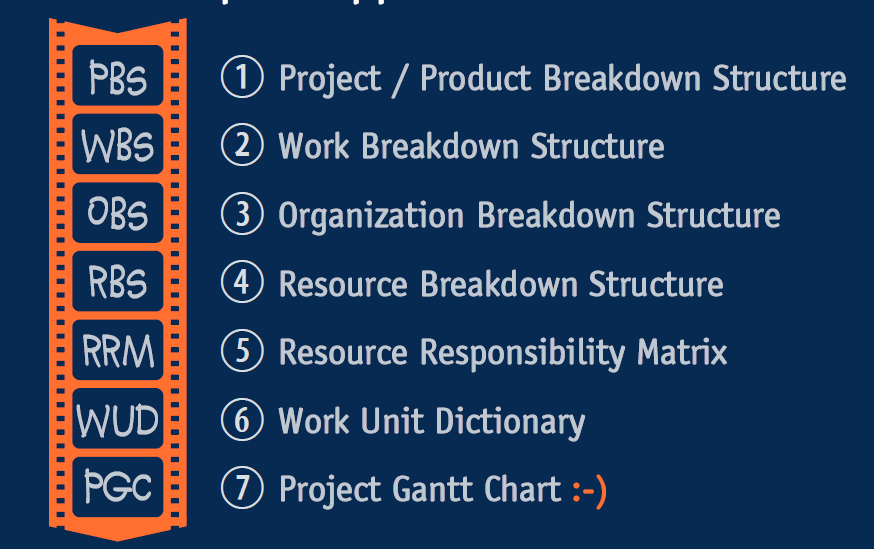 PBS 1 Project / Product Breakdown Structure
WBS 2 Work Breakdown Structure
OBS 3 Organization Breakdown Structure
RBS 4 Resource Breakdown Structure
RRM 5 Resource Responsibility Matrix
WUD 6 Work Unit Dictionary
PGC 7 Project Gantt Chart :-)